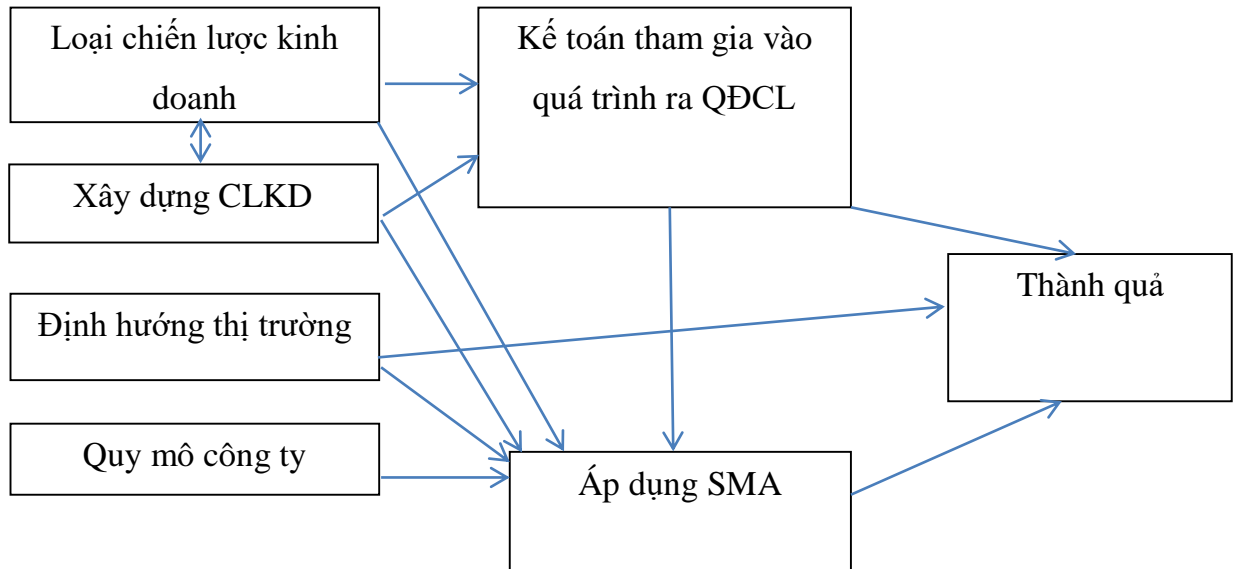 Loại chiến lược kinh
doanh
Kế toán tham gia vào
quá trình ra QĐCL
Xây dựng CLKD
Thành quả
Định hướng thị trường
Quy mô công ty
Áp dụng SMA